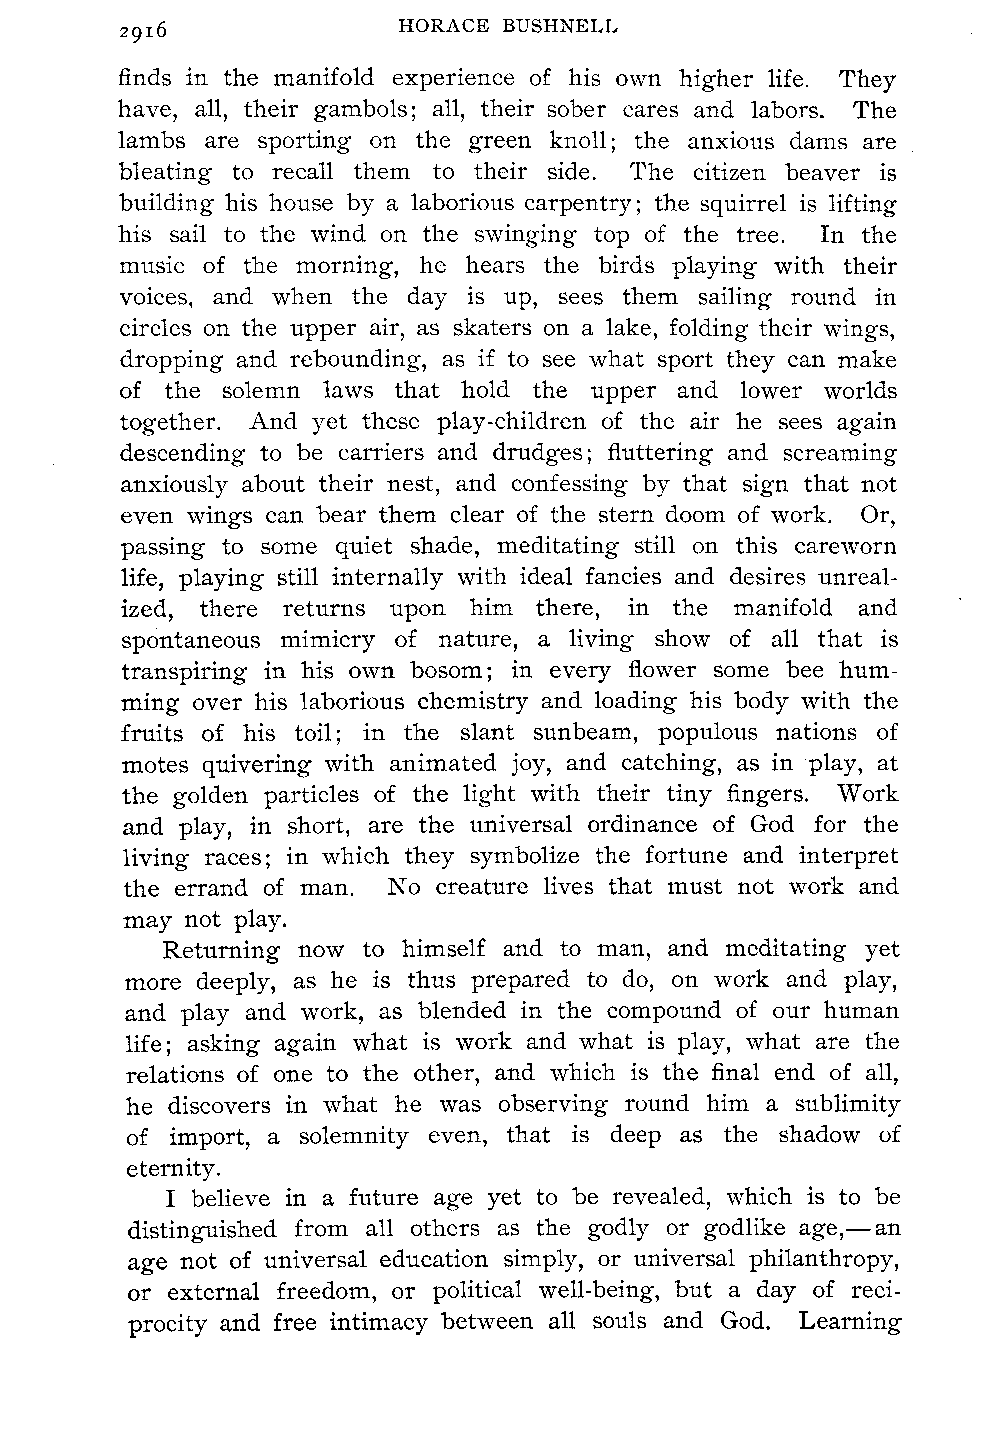 2916
HORACE BUSHNELL
finds in the manifold experience of his own higher life. They
have, all, their gambols; all, their sober cares and labors. The
lambs are sporting on the green knoll; the anxious dams are
bleating to recall them to their side. The citizen beaver is
building his house by a laborious carpentry; the squirrel is lifting
his sail to the wind on the swinging top of the tree. In the
music of the morning, he hears the birds playing with their
voices, and when the day is up, sees them sailing round in
circles on the upper air, as skaters on a lake, folding their wings,
dropping and rebounding, as if to see what sport they can make
of the solemn laws that hold the upper and lower worlds
together. And yet these play-children of the air he sees again
descending to be carriers and drudges; fluttering and screaming
anxiously about their nest, and confessing by that sign that not
even wings can bear them clear of the stern doom of work. Or,
passing to some quiet shade, meditating still on this careworn
life, playing still internally with ideal fancies and desires unreal-
ized, there returns upon him there, in the manifold and
spontaneous mimicry of nature, a living show of all that is
transpiring in his own bosom; in every flower some bee hum-
ming over his laborious chemistry and loading his body with the
fruits of his toil; in the slant sunbeam, populous nations of
motes quivering with animated joy, and catching, as in play, at
the golden particles of the light with their tiny fingers. Work
and play, in short, are the universal ordinance of God for the
living races; in which they symbolize the fortune and interpret
the errand of man. No creature lives that must not work and
may not play.
Returning now to himself and to man, and meditating yet
more deeply, as he is thus prepared to do, on work and play,
and play and work, as blended in the compound of our human
life; asking again what is work and what is play, what are the
relations of one to the other, and which is the final end of all,
he discovers in what he was observing round him a sublimity
of import, a solemnity even, that is deep as the shadow of
eternity.
I believe in a future age yet to be revealed, which is to be
distinguished from all others as the godly or godlike age,—an
age not of universal education simply, or universal philanthropy,
or external freedom, or political well-being, but a day of reci-
procity and free intimacy between all souls and God. Learning